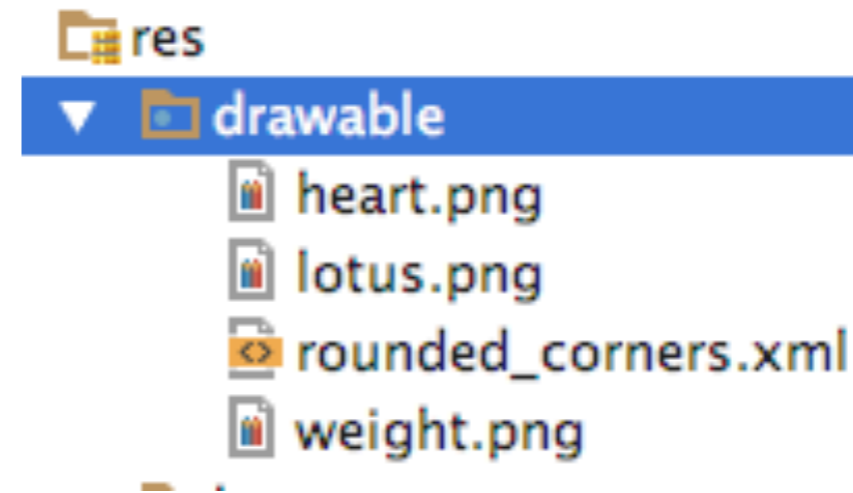 res
drawable
heart.png
lotus.png
rounded_corners.xml
weight.png